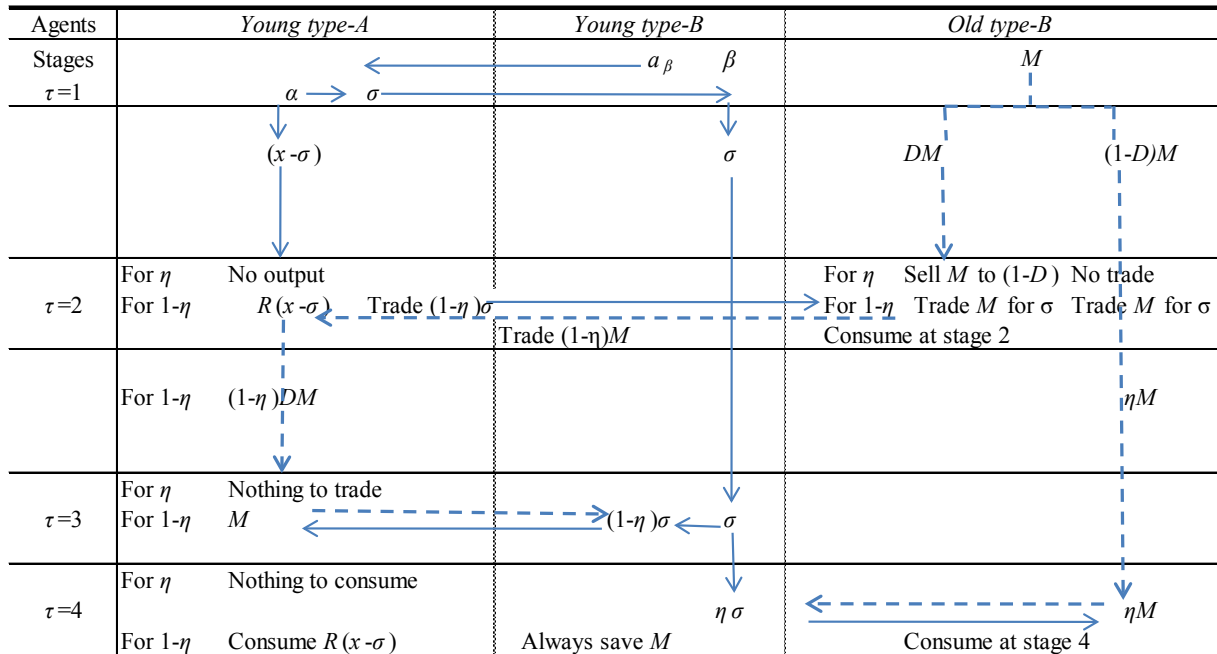 Agents Young type-A Young type-B Old type-B
Stages a β β M
τ=1 α σ
(x-σ) σ DM (1-D)M
For η No output For η Sell M to (1-D) No trade
τ=2 For 1-η R(x-σ) Trade (1-η)σ For 1-η Trade M for σ Trade M for σ
Trade (1-η)M Consume at stage 2
For 1-η (1-η)DM ηM
For η Nothing to trade
τ=3 For 1-η M (1-η)σ σ
For η Nothing to consume
τ=4 ησ ηM
For 1-η Consume R(x-σ) Always save M Consume at stage 4